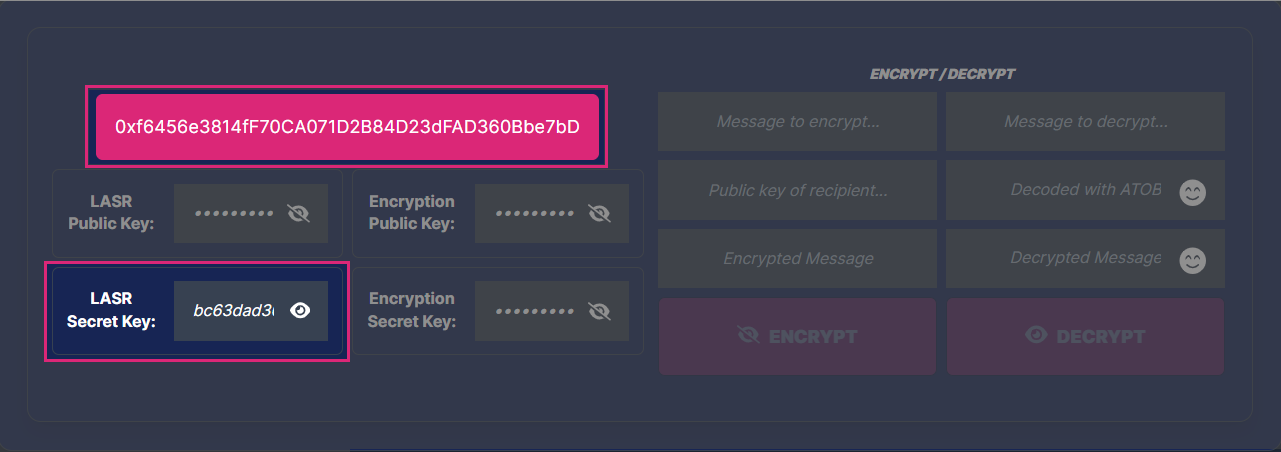 0xf6456e3814fF70CA071D2B84D23dFAD360Bbe7bD
LASR
Public Key:
•••••••••
Encryption
Public Key:
•••••••••
LASR
Secret Key:
bc63dad3
Encryption
Secret Key:
•••••••••
ENCRYPT / DECRYPT
Message to encrypt...
Message to decrypt...
Public key of recipient...
Decoded with ATOB
Encrypted Message
Decrypted Message
ENCRYPT
DECRYPT